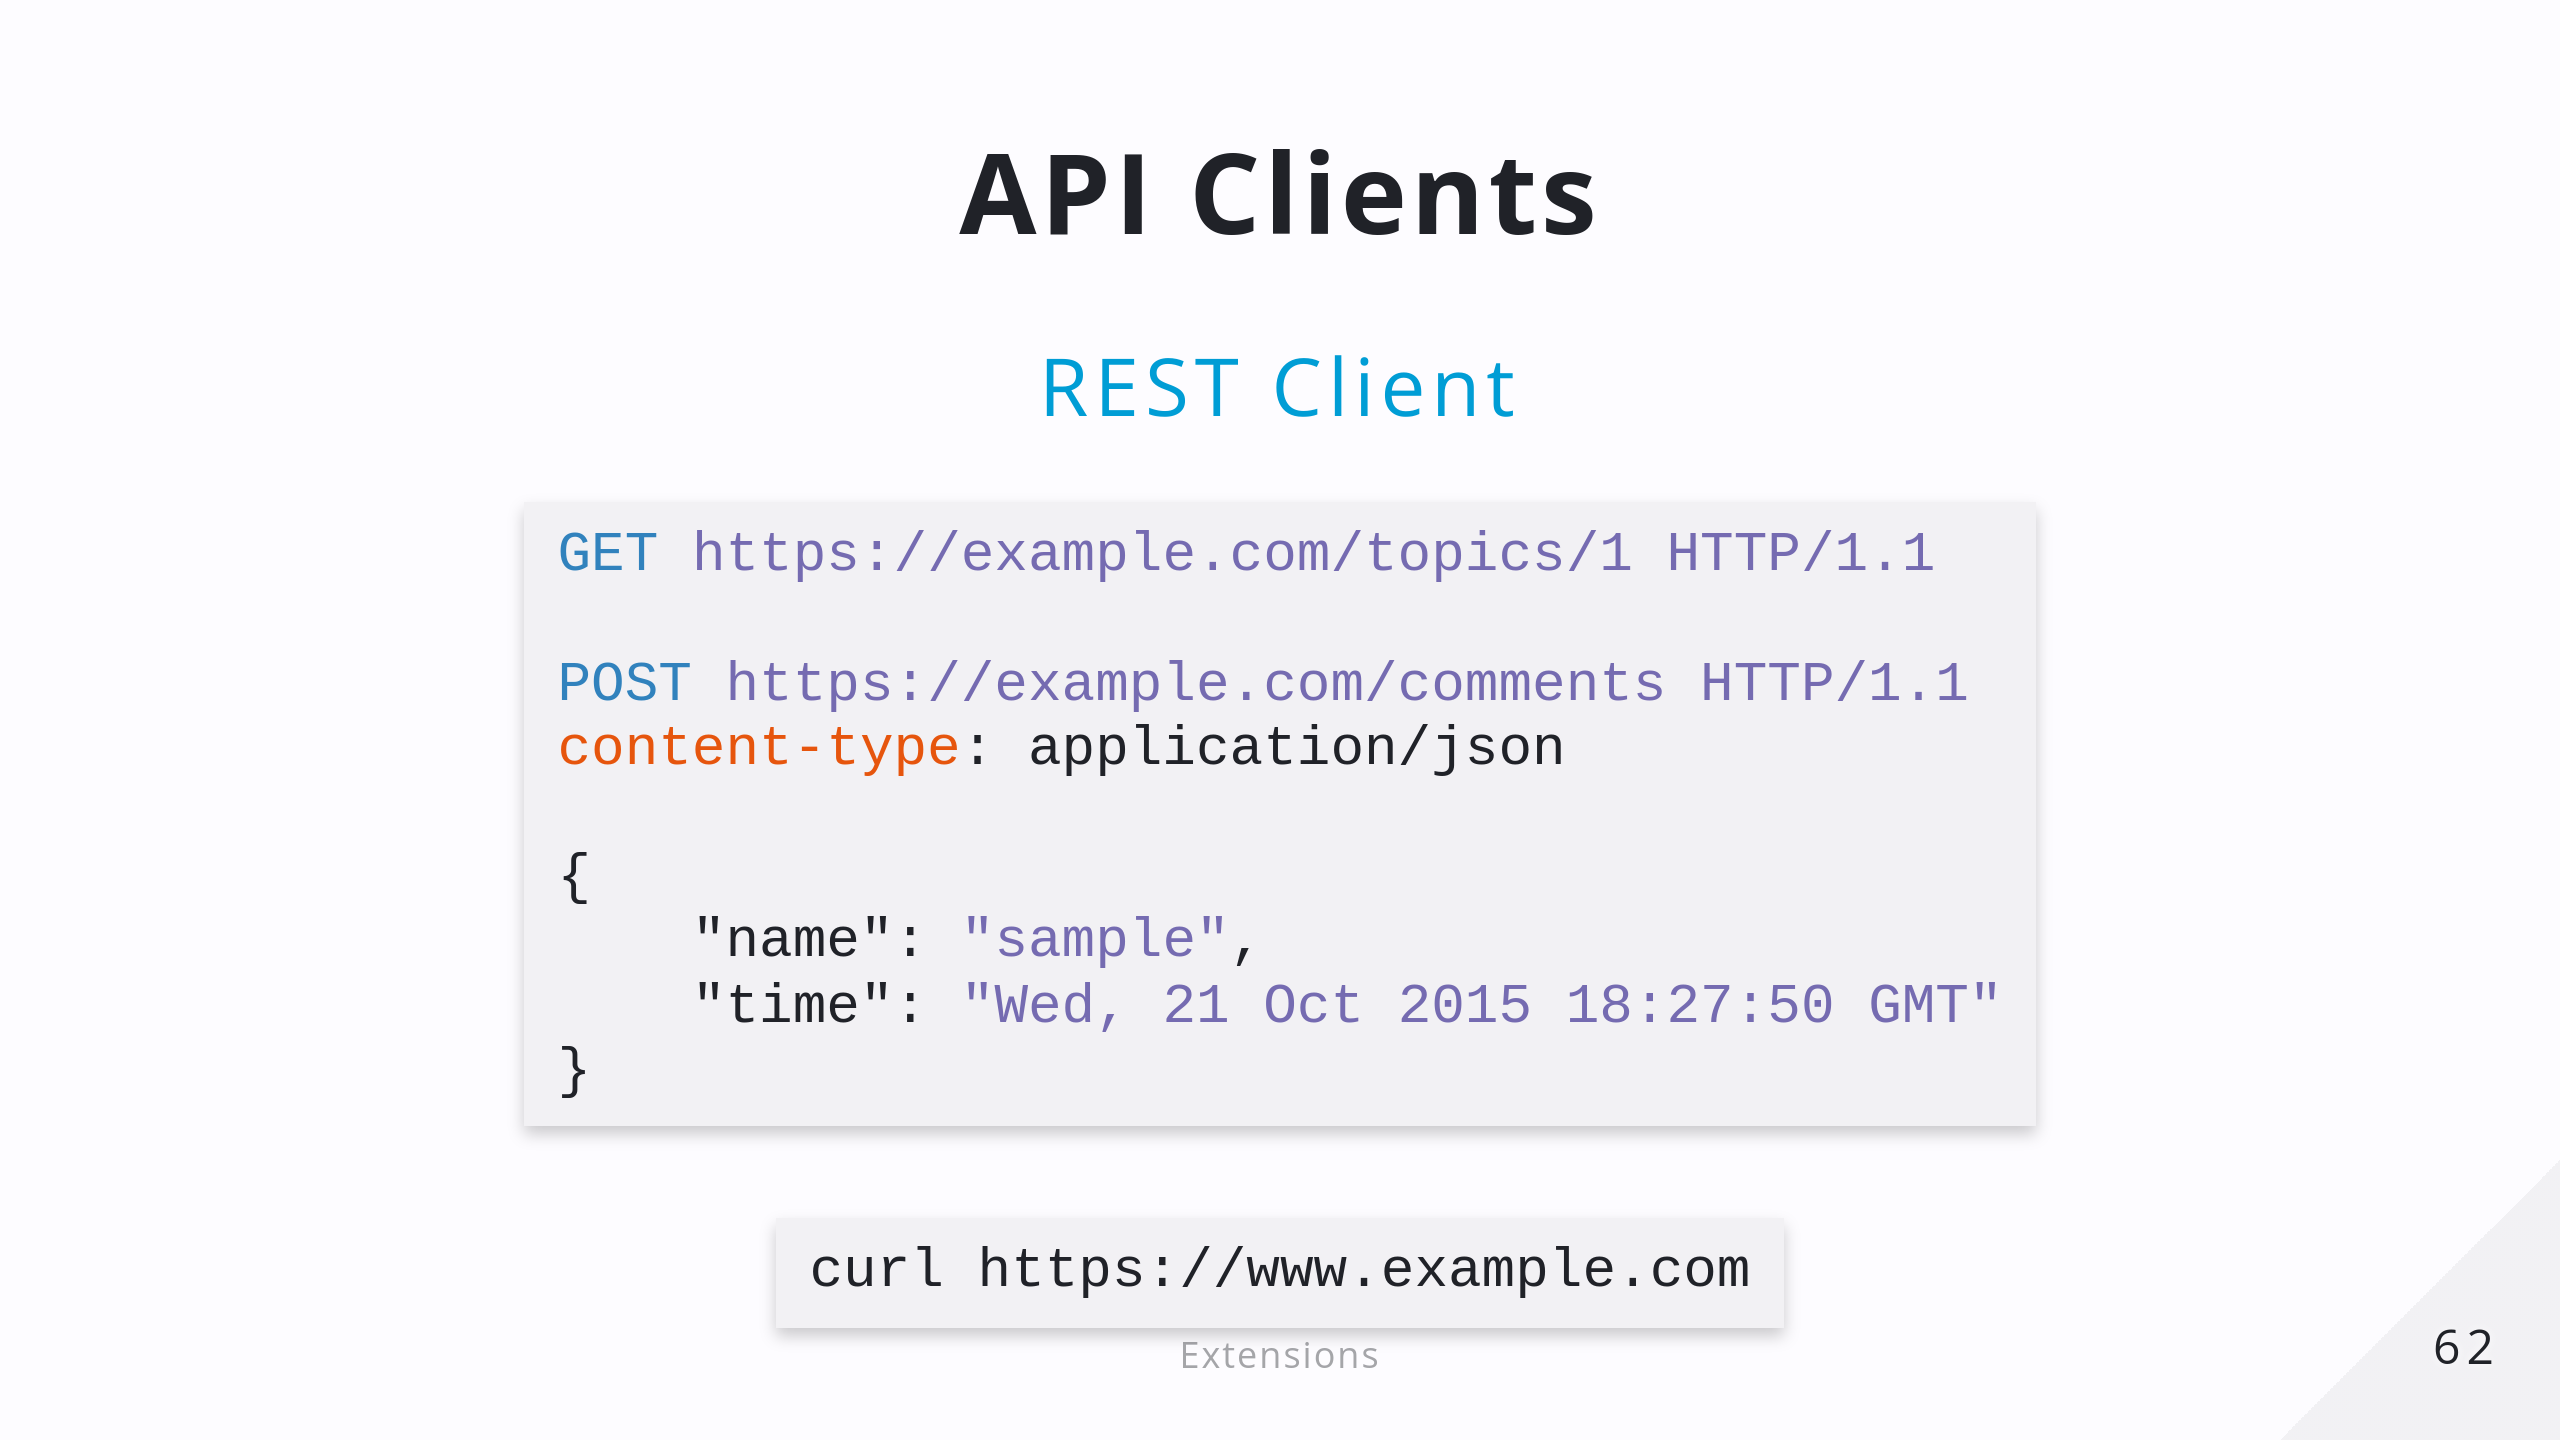 API Clients
REST Client
GET https://example.com/topics/1 HTTP/1.1
POST https://example.com/comments HTTP/1.1
content-type: application/json
{
    "name": "sample",
    "time": "Wed, 21 Oct 2015 18:27:50 GMT"
}
curl https://www.example.com
Extensions
62